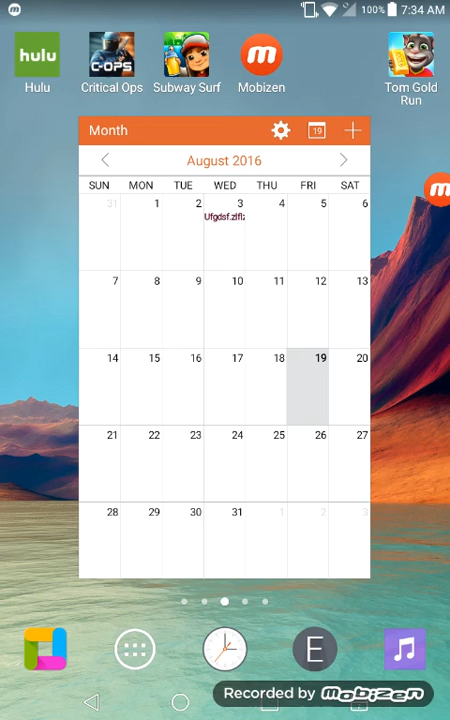 100% 7:34 AM
hulu
C-OPS
Hulu
Critical Ops
Subway Surf
Mobizen
Tom Gold Run
Month
19
August 2016
SUN MON TUE WED THU FRI SAT
31 1 2 3 4 5 6
7 8 9 10 11 12 13
14 15 16 17 18 19 20
21 22 23 24 25 26 27
28 29 30 31 1 2 3
E
Recorded by mobizen